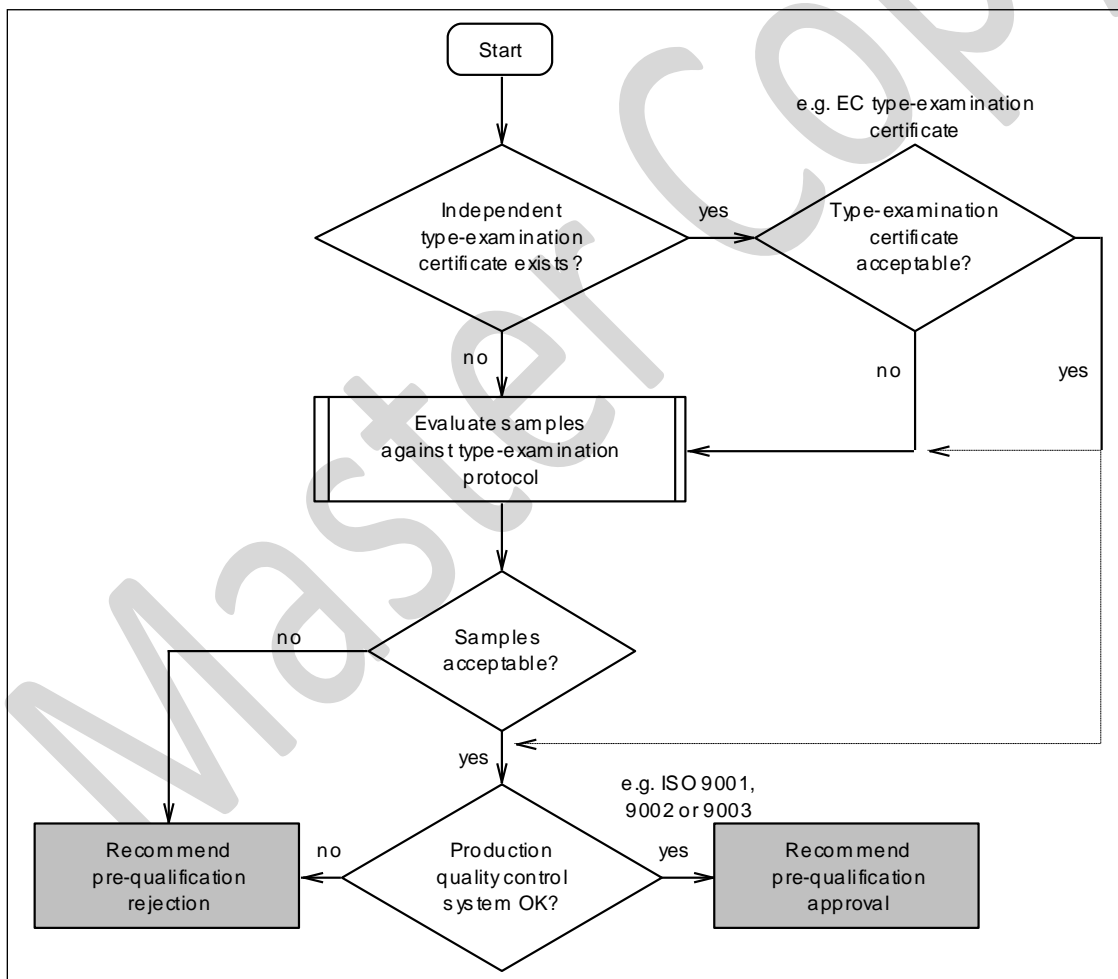 Start
e.g. EC type-examination
certificate
Independent
type-examination
certificate exists?
yes
Type-examination
certificate
acceptable?
no
no
yes
Evaluate samples
against type-examination
protocol
Samples
acceptable?
no
yes
e.g. ISO 9001,
9002 or 9003
Recommend
pre-qualification
rejection
no
Production
quality control
system OK?
yes
Recommend
pre-qualification
approval
Master Cop